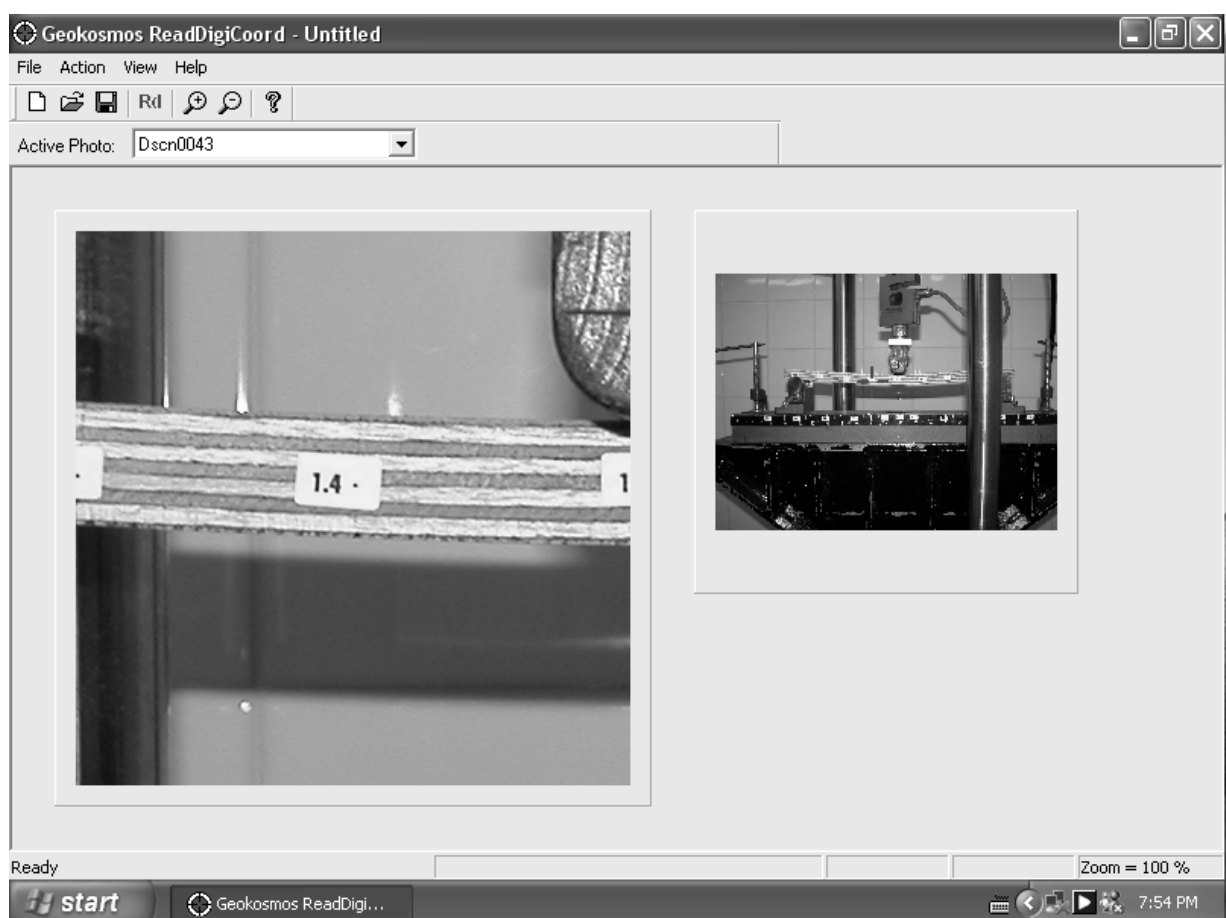 Geokosmos ReadDigiCoord - Untitled
File Action View Help
Rd
Active Photo: Dscn0043
1.4 -
1
Ready
Zoom = 100 %
start
Geokosmos ReadDigi...
7:54 PM